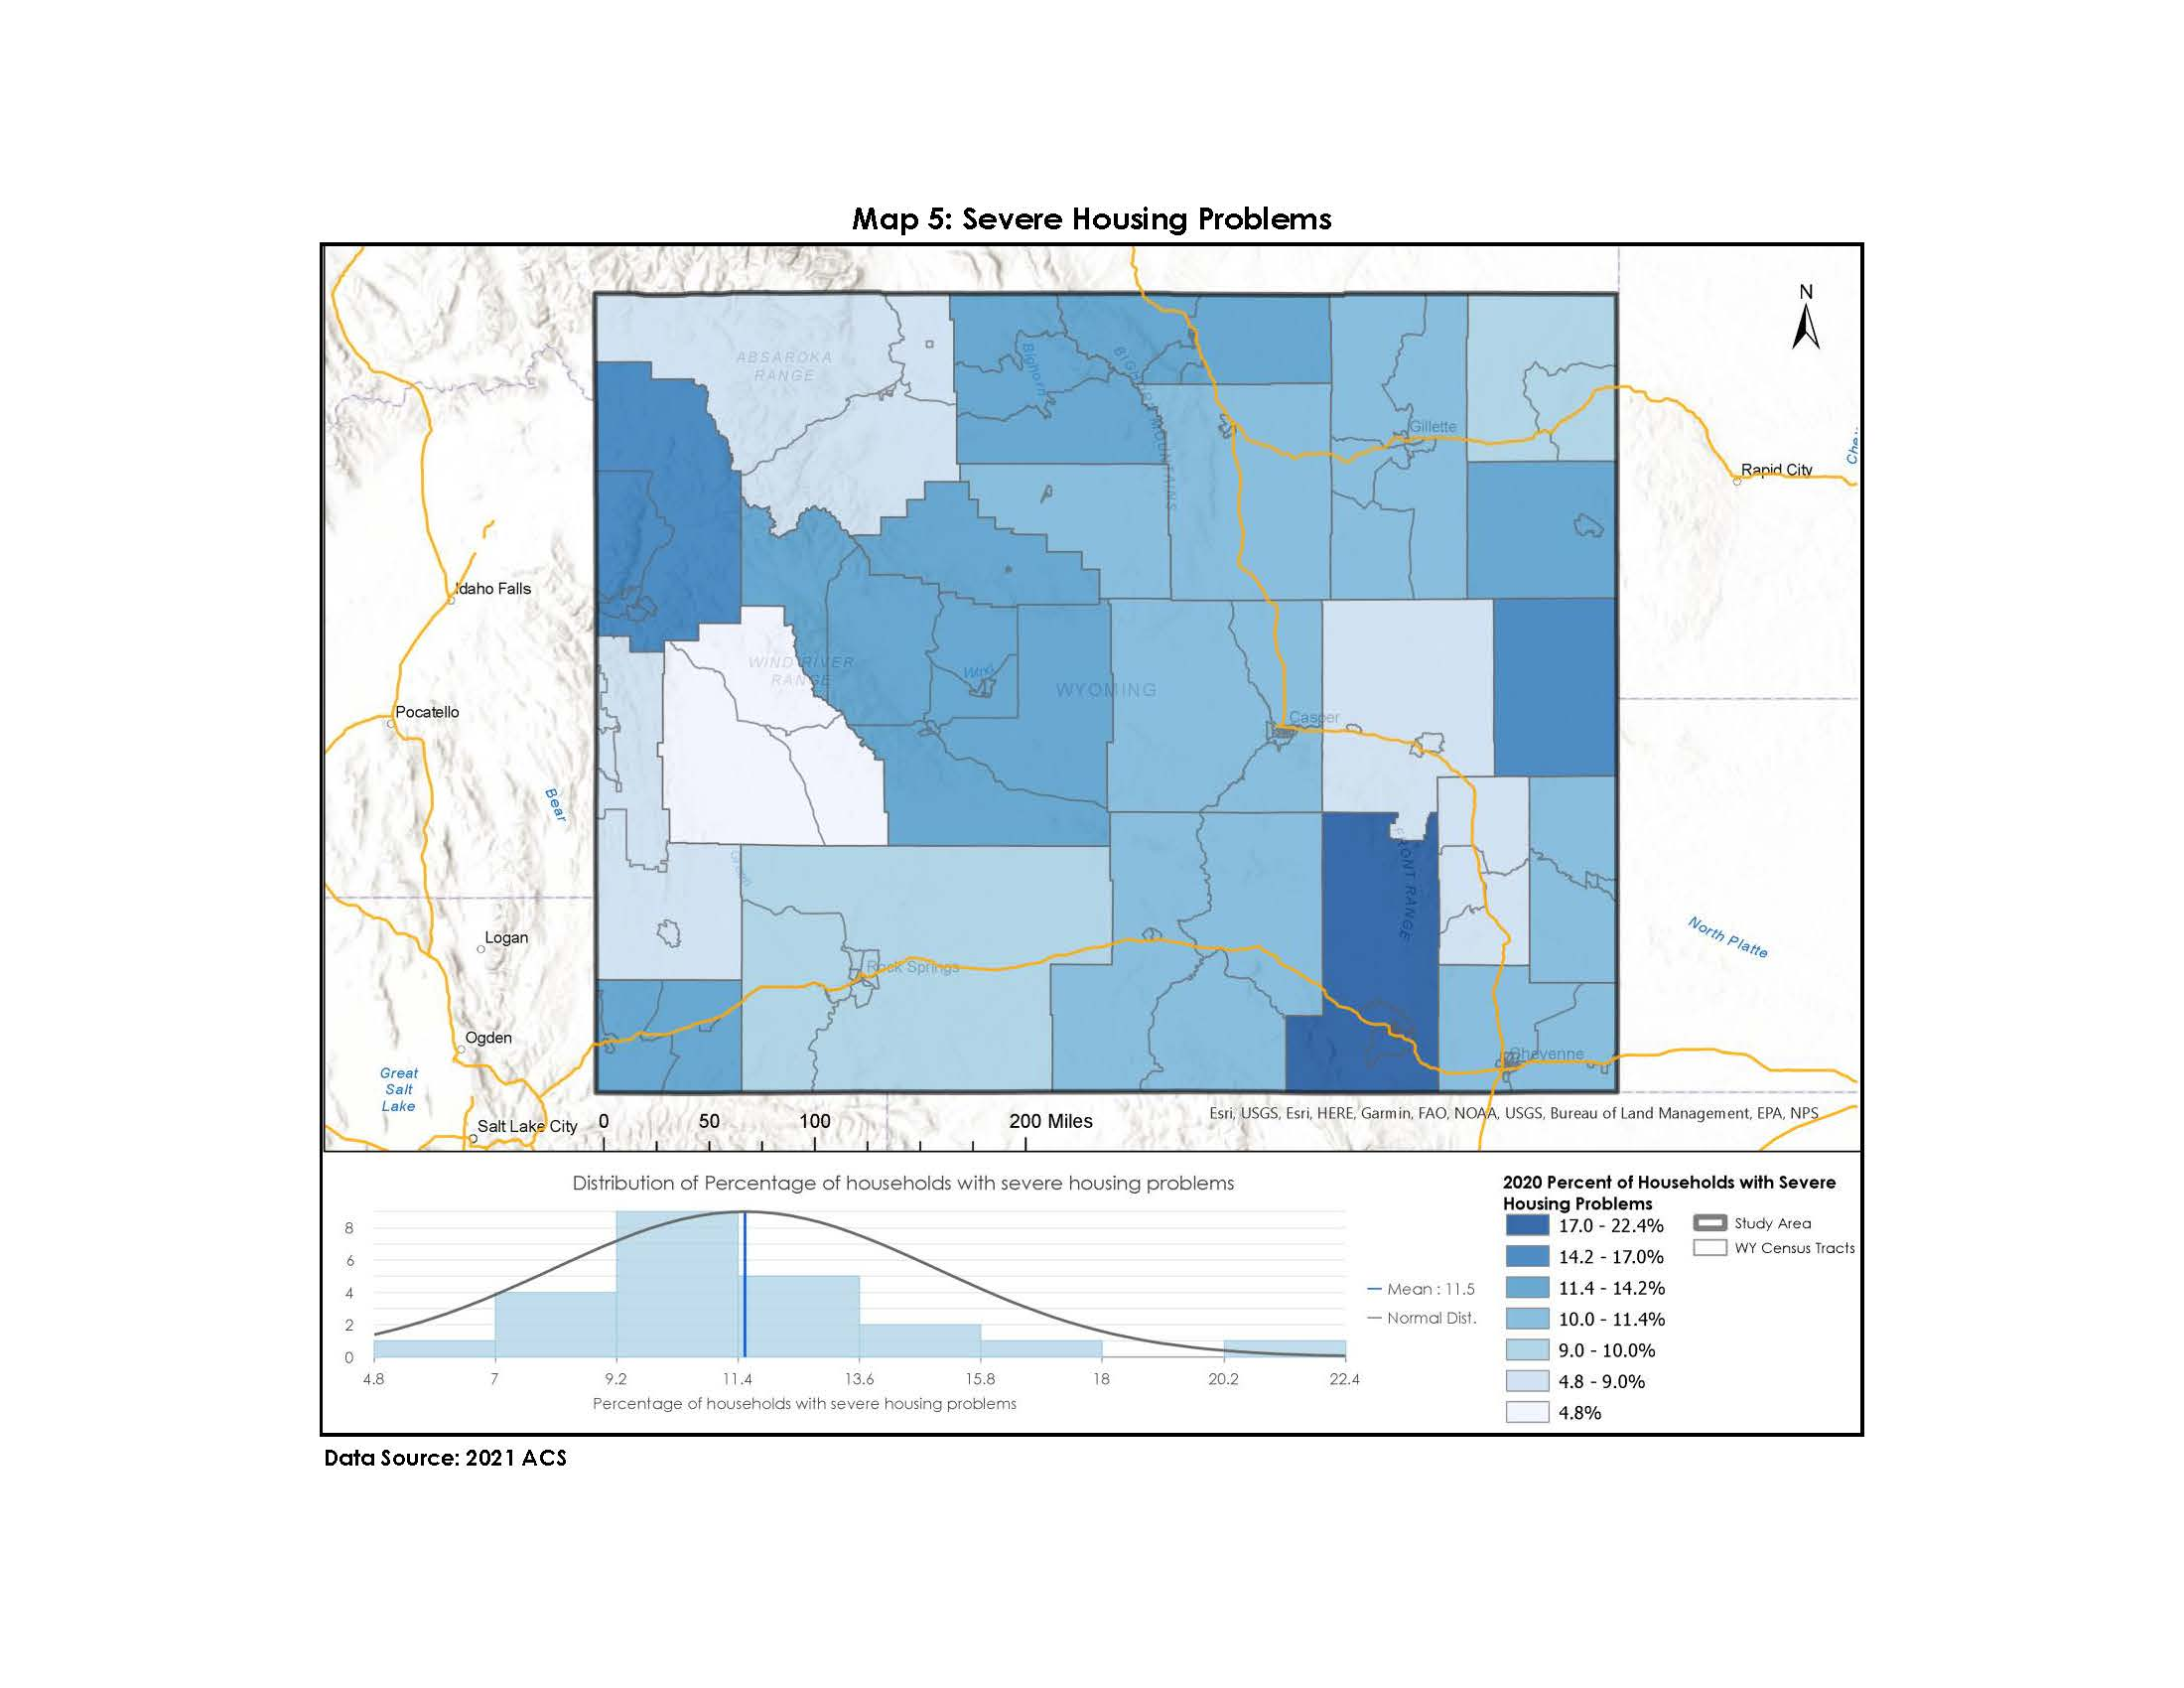 Map 5: Severe Housing Problems
N
ABSAROKA
RANGE
Bighorn
BIGHORN MOUNTAINS
Gillette
Rapid City
Idaho Falls
WIND RIVER
RANGE
Wind
WYOMING
Pocatello
Casper
Bear
Green
FRONT RANGE
North Platte
Logan
Rock Springs
Ogden
Cheyenne
Great
Salt
Lake
Salt Lake City
0 50 100 200 Miles
Esri, USGS, Esri, HERE, Garmin, FAO, NOAA, USGS, Bureau of Land Management, EPA, NPS
Distribution of Percentage of households with severe housing problems
8
6
4
2
0
4.8 7 9.2 11.4 13.6 15.8 18 20.2 22.4
Percentage of households with severe housing problems
Mean : 11.5
Normal Dist.
2020 Percent of Households with Severe
Housing Problems
17.0 - 22.4%
14.2 - 17.0%
11.4 - 14.2%
10.0 - 11.4%
9.0 - 10.0%
4.8 - 9.0%
4.8%
Study Area
WY Census Tracts
Data Source: 2021 ACS